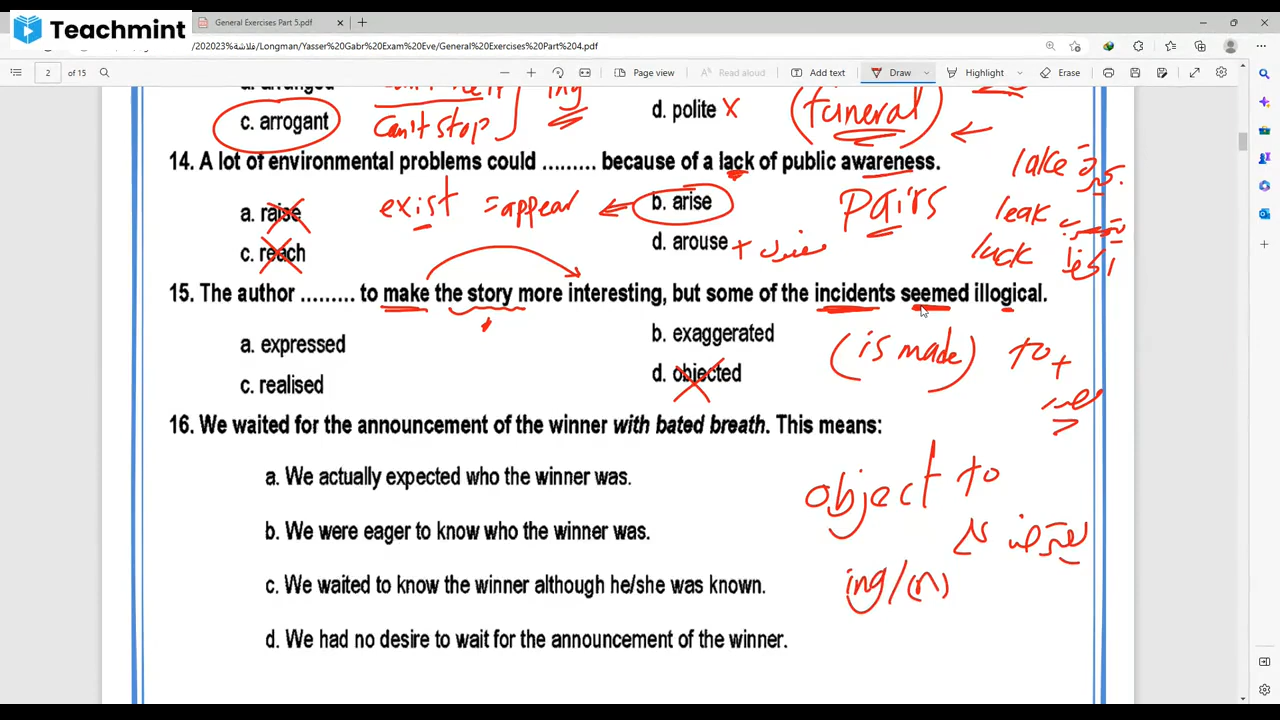 Teachmint
General Exercises Part 5.pdf
/202023فلاشة/Longman/Yasser%20Gabr%20Exam%20Eve/General%20Exercises%20Part%204.pdf
2 of 15
Page view
Read aloud
Add text
Draw
Highlight
Erase
c. arrogant
can't stop
ing
d. polite X
(funeral)
14. A lot of environmental problems could ......... because of a lack of public awareness.
lake
a. raise
exist = appear
b. arise
pairs
leak
c. reach
d. arouse +
luck
15. The author ......... to make the story more interesting, but some of the incidents seemed illogical.
a. expressed
b. exaggerated
(is made) to +
c. realised
d. objected
16. We waited for the announcement of the winner with bated breath. This means:
a. We actually expected who the winner was.
object to
b. We were eager to know who the winner was.
c. We waited to know the winner although he/she was known.
ing/(n)
d. We had no desire to wait for the announcement of the winner.